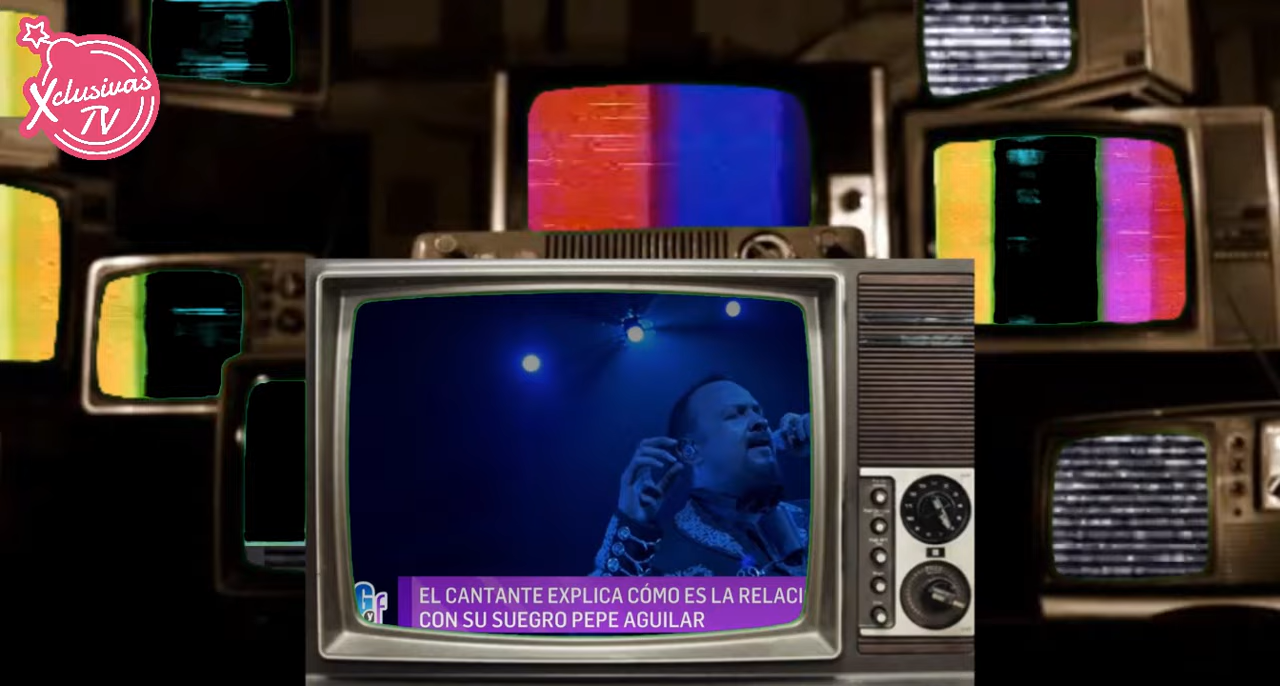 Xclusivas
TV
EL CANTANTE EXPLICA CÓMO ES LA RELACI
CON SU SUEGRO PEPE AGUILAR
G
y
f